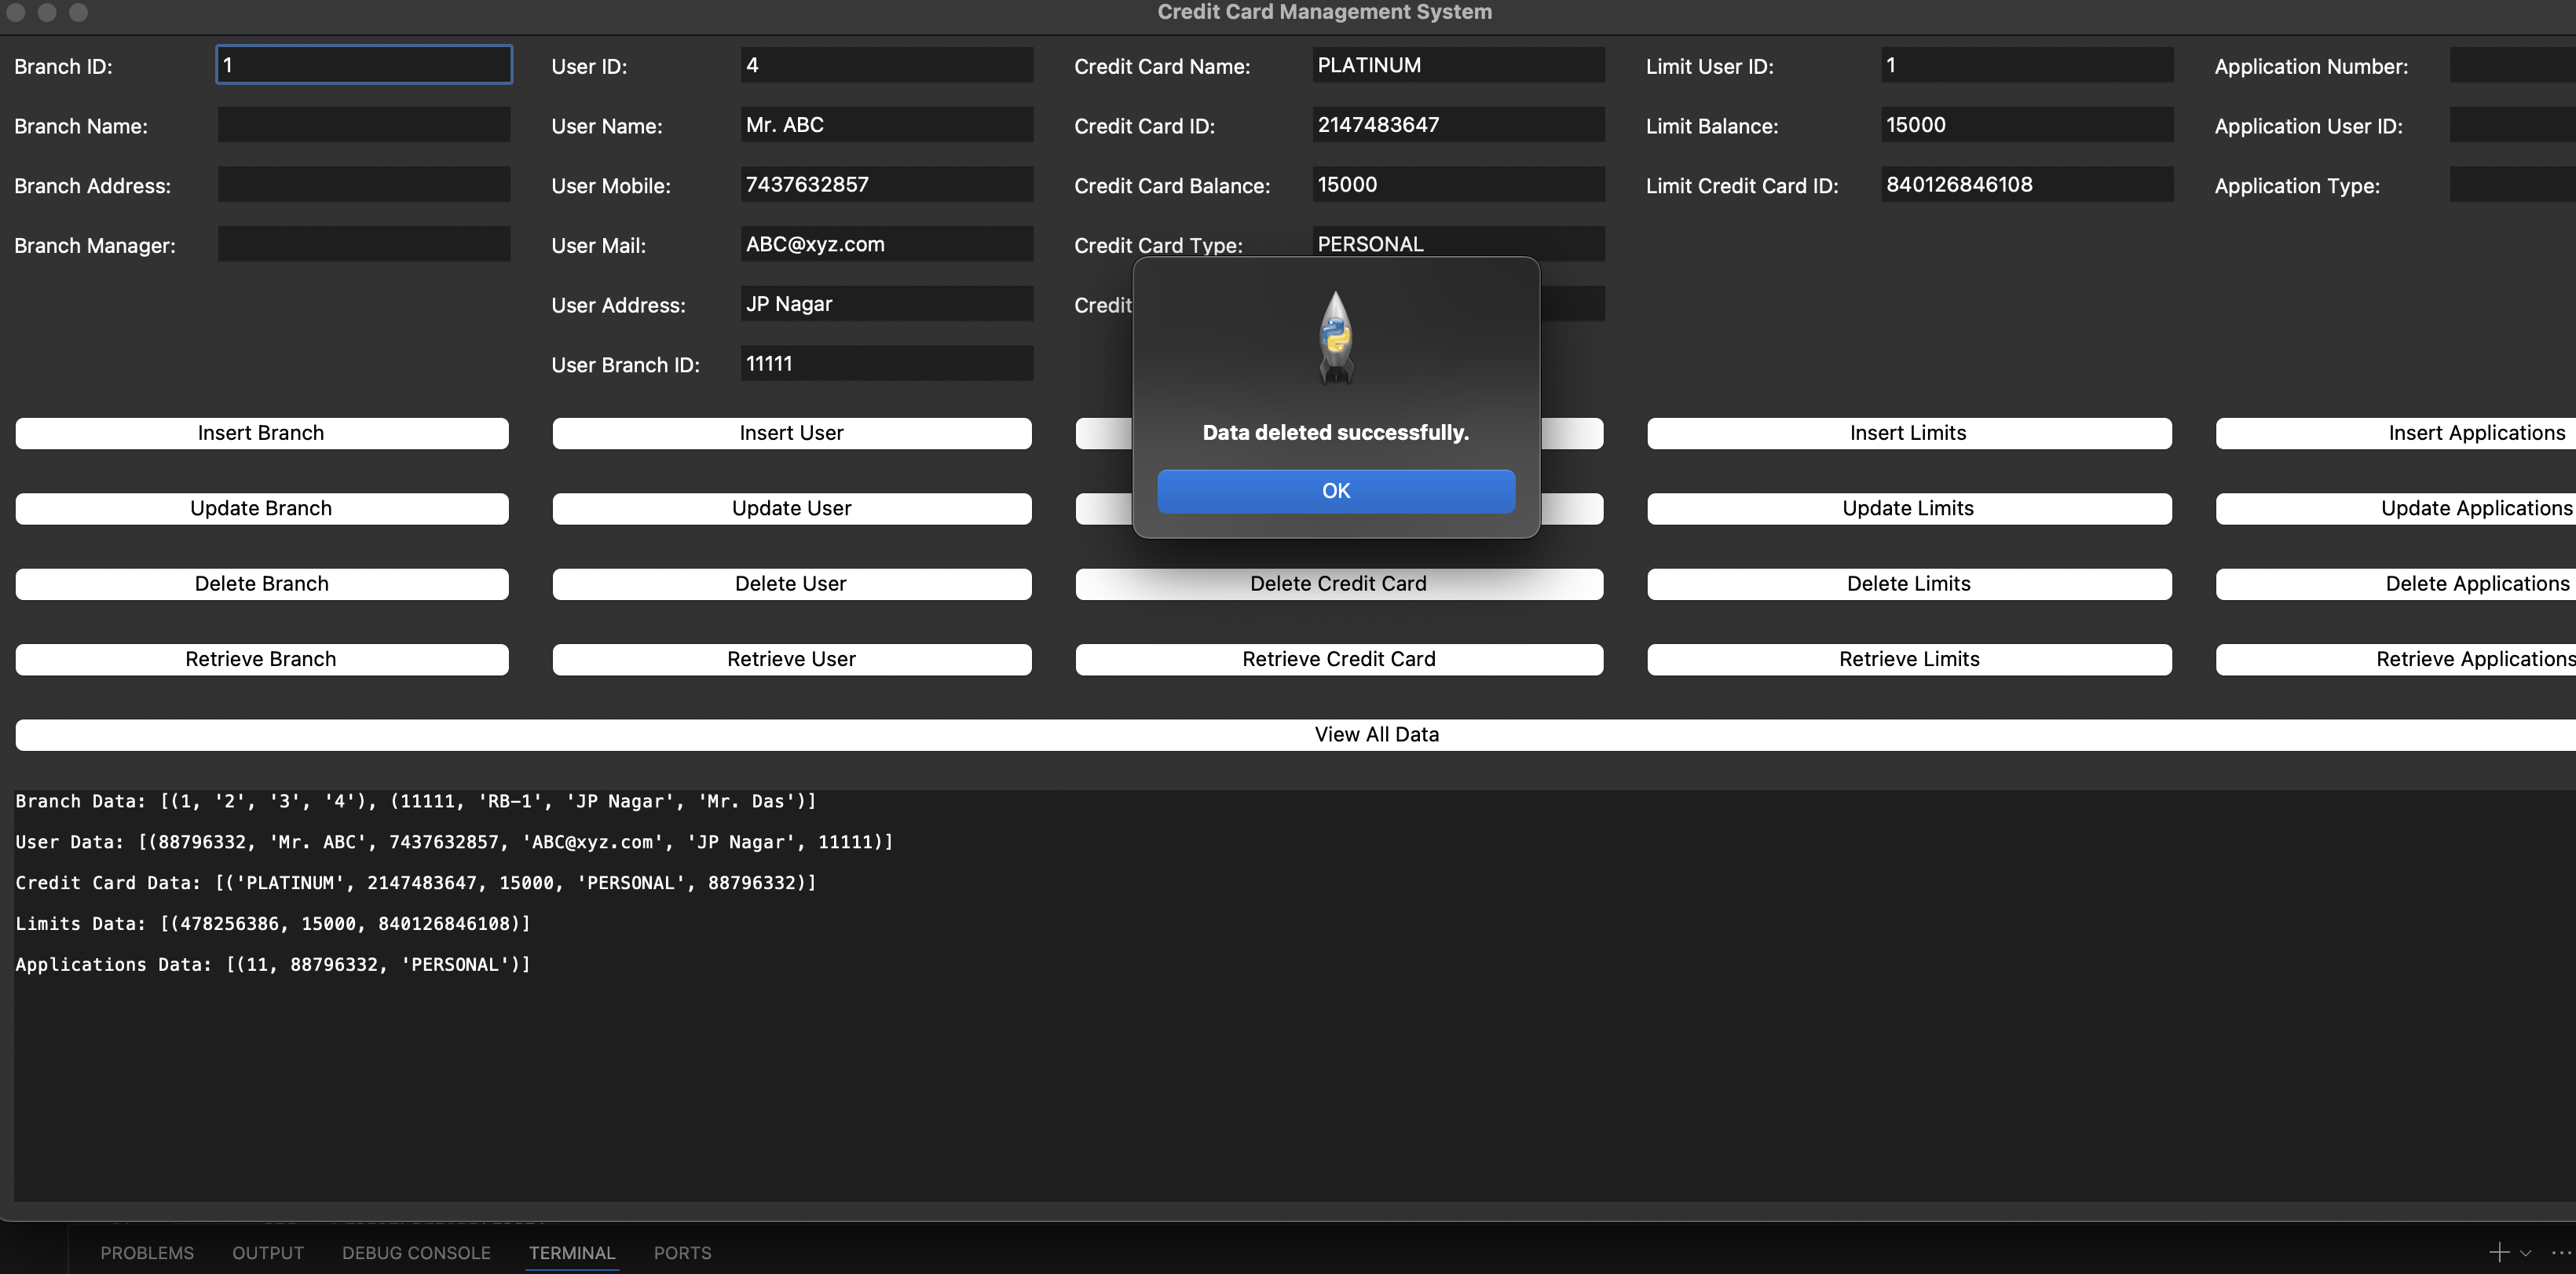 Credit Card Management System
Branch ID: 1 User ID: 4 Credit Card Name: PLATINUM Limit User ID: 1 Application Number:
Branch Name: User Name: Mr. ABC Credit Card ID: 2147483647 Limit Balance: 15000 Application User ID:
Branch Address: User Mobile: 7437632857 Credit Card Balance: 15000 Limit Credit Card ID: 840126846108 Application Type:
Branch Manager: User Mail: ABC@xyz.com Credit Card Type: PERSONAL
User Address: JP Nagar Credit
User Branch ID: 11111
Data deleted successfully.
OK
Insert Branch Insert User Insert Limits Insert Applications
Update Branch Update User Update Limits Update Applications
Delete Branch Delete User Delete Credit Card Delete Limits Delete Applications
Retrieve Branch Retrieve User Retrieve Credit Card Retrieve Limits Retrieve Applications
View All Data
Branch Data: [(1, '2', '3', '4'), (11111, 'RB-1', 'JP Nagar', 'Mr. Das')]
User Data: [(88796332, 'Mr. ABC', 7437632857, 'ABC@xyz.com', 'JP Nagar', 11111)]
Credit Card Data: [('PLATINUM', 2147483647, 15000, 'PERSONAL', 88796332)]
Limits Data: [(478256386, 15000, 840126846108)]
Applications Data: [(11, 88796332, 'PERSONAL')]
PROBLEMS OUTPUT DEBUG CONSOLE TERMINAL PORTS